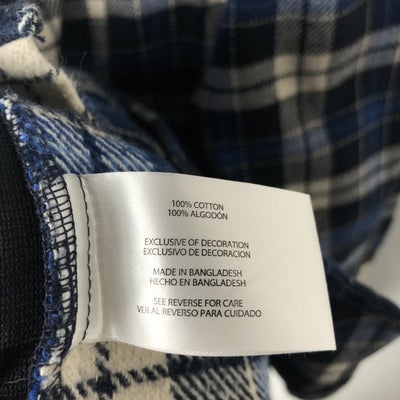 100% COTTON
100% ALGODÓN
EXCLUSIVE OF DECORATION
EXCLUSIVO DE DECORACION
MADE IN BANGLADESH
HECHO EN BANGLADESH
SEE REVERSE FOR CARE
VER AL REVERSO PARA CUIDADO